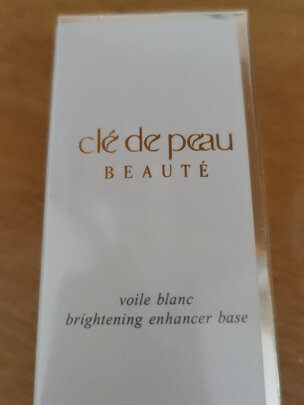 clé de peau
BEAUTÉ
voile blanc
brightening enhancer base